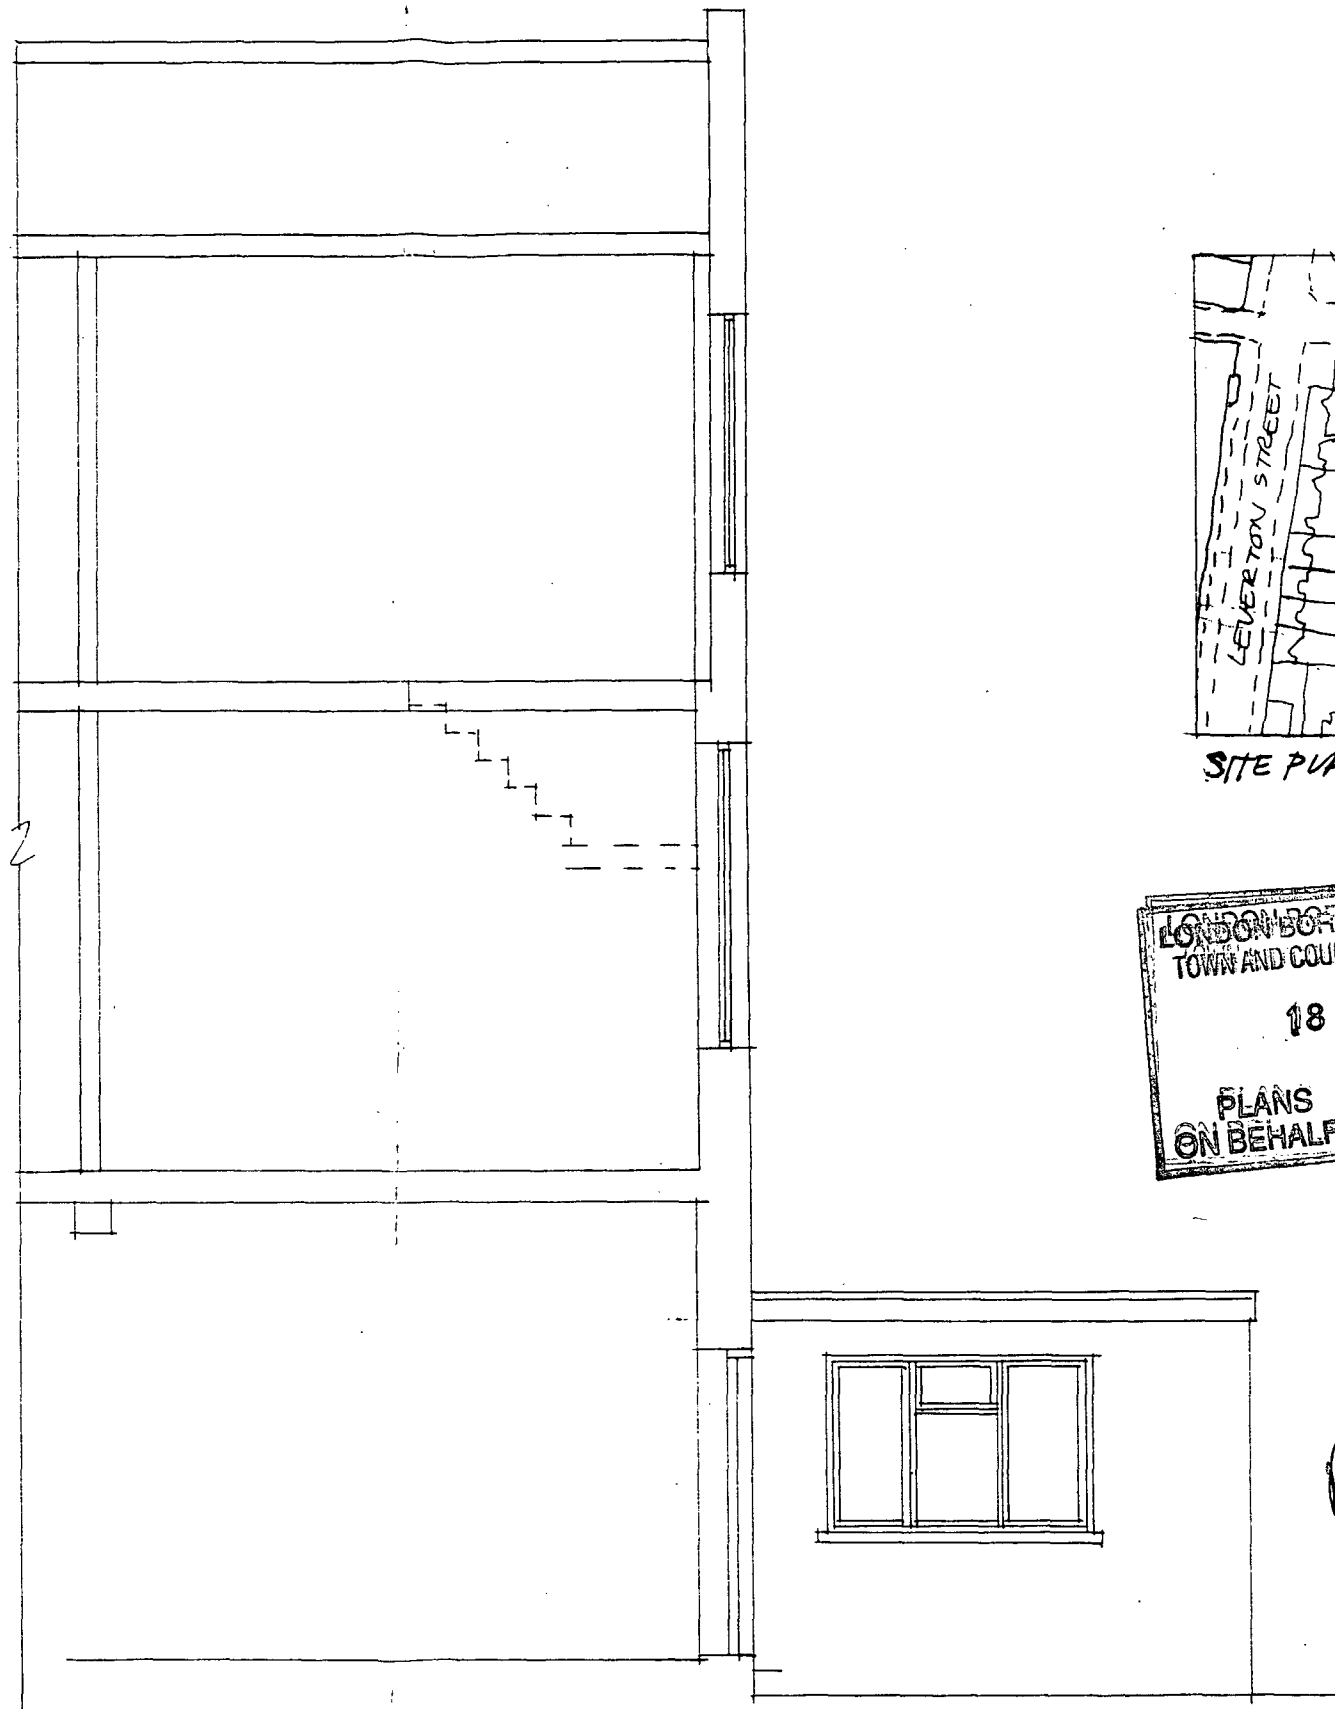 LEVERTON STREET
SITE PLA
LONDON BOR
TOWN AND COU
18
PLANS
ON BEHALF